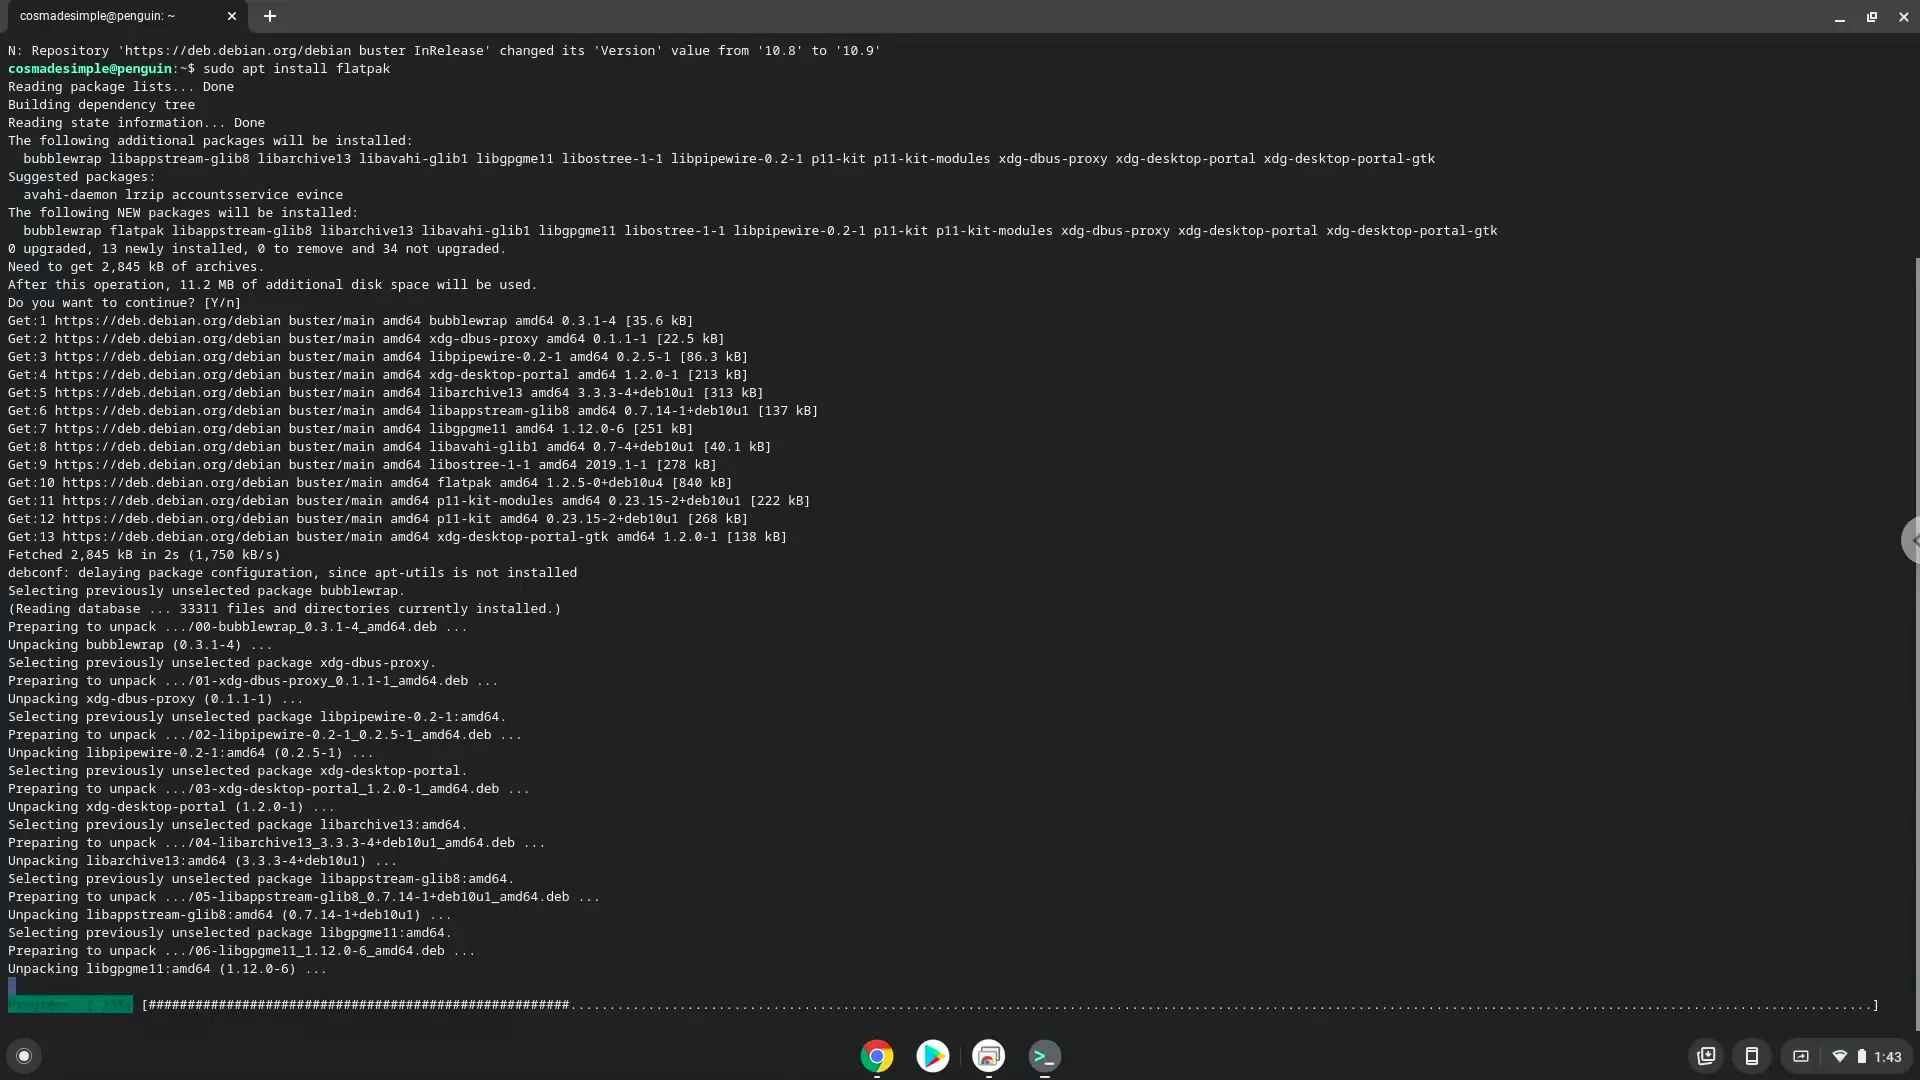 cosmadesimple@penguin: ~
N: Repository 'https://deb.debian.org/debian buster InRelease' changed its 'Version' value from '10.8' to '10.9'
cosmadesimple@penguin:~$ sudo apt install flatpak
Reading package lists... Done
Building dependency tree
Reading state information... Done
The following additional packages will be installed:
bubblewrap libappstream-glib8 libarchive13 libavahi-glib1 libgpgme11 libostree-1-1 libpipewire-0.2-1 p11-kit p11-kit-modules xdg-dbus-proxy xdg-desktop-portal xdg-desktop-portal-gtk
Suggested packages:
avahi-daemon lrzip accountsservice evince
The following NEW packages will be installed:
bubblewrap flatpak libappstream-glib8 libarchive13 libavahi-glib1 libgpgme11 libostree-1-1 libpipewire-0.2-1 p11-kit p11-kit-modules xdg-dbus-proxy xdg-desktop-portal xdg-desktop-portal-gtk
0 upgraded, 13 newly installed, 0 to remove and 34 not upgraded.
Need to get 2,845 kB of archives.
After this operation, 11.2 MB of additional disk space will be used.
Do you want to continue? [Y/n]
Get:1 https://deb.debian.org/debian buster/main amd64 bubblewrap amd64 0.3.1-4 [35.6 kB]
Get:2 https://deb.debian.org/debian buster/main amd64 xdg-dbus-proxy amd64 0.1.1-1 [22.5 kB]
Get:3 https://deb.debian.org/debian buster/main amd64 libpipewire-0.2-1 amd64 0.2.5-1 [86.3 kB]
Get:4 https://deb.debian.org/debian buster/main amd64 xdg-desktop-portal amd64 1.2.0-1 [213 kB]
Get:5 https://deb.debian.org/debian buster/main amd64 libarchive13 amd64 3.3.3-4+deb10u1 [313 kB]
Get:6 https://deb.debian.org/debian buster/main amd64 libappstream-glib8 amd64 0.7.14-1+deb10u1 [137 kB]
Get:7 https://deb.debian.org/debian buster/main amd64 libgpgme11 amd64 1.12.0-6 [251 kB]
Get:8 https://deb.debian.org/debian buster/main amd64 libavahi-glib1 amd64 0.7-4+deb10u1 [40.1 kB]
Get:9 https://deb.debian.org/debian buster/main amd64 libostree-1-1 amd64 2019.1-1 [278 kB]
Get:10 https://deb.debian.org/debian buster/main amd64 flatpak amd64 1.2.5-0+deb10u4 [840 kB]
Get:11 https://deb.debian.org/debian buster/main amd64 p11-kit-modules amd64 0.23.15-2+deb10u1 [222 kB]
Get:12 https://deb.debian.org/debian buster/main amd64 p11-kit amd64 0.23.15-2+deb10u1 [268 kB]
Get:13 https://deb.debian.org/debian buster/main amd64 xdg-desktop-portal-gtk amd64 1.2.0-1 [138 kB]
Fetched 2,845 kB in 2s (1,750 kB/s)
debconf: delaying package configuration, since apt-utils is not installed
Selecting previously unselected package bubblewrap.
(Reading database ... 33311 files and directories currently installed.)
Preparing to unpack .../00-bubblewrap_0.3.1-4_amd64.deb ...
Unpacking bubblewrap (0.3.1-4) ...
Selecting previously unselected package xdg-dbus-proxy.
Preparing to unpack .../01-xdg-dbus-proxy_0.1.1-1_amd64.deb ...
Unpacking xdg-dbus-proxy (0.1.1-1) ...
Selecting previously unselected package libpipewire-0.2-1:amd64.
Preparing to unpack .../02-libpipewire-0.2-1_0.2.5-1_amd64.deb ...
Unpacking libpipewire-0.2-1:amd64 (0.2.5-1) ...
Selecting previously unselected package xdg-desktop-portal.
Preparing to unpack .../03-xdg-desktop-portal_1.2.0-1_amd64.deb ...
Unpacking xdg-desktop-portal (1.2.0-1) ...
Selecting previously unselected package libarchive13:amd64.
Preparing to unpack .../04-libarchive13_3.3.3-4+deb10u1_amd64.deb ...
Unpacking libarchive13:amd64 (3.3.3-4+deb10u1) ...
Selecting previously unselected package libappstream-glib8:amd64.
Preparing to unpack .../05-libappstream-glib8_0.7.14-1+deb10u1_amd64.deb ...
Unpacking libappstream-glib8:amd64 (0.7.14-1+deb10u1) ...
Selecting previously unselected package libgpgme11:amd64.
Preparing to unpack .../06-libgpgme11_1.12.0-6_amd64.deb ...
Unpacking libgpgme11:amd64 (1.12.0-6) ...
Progress: [ 25%] [######################################################.......................................................................................................................................................................]
1:43